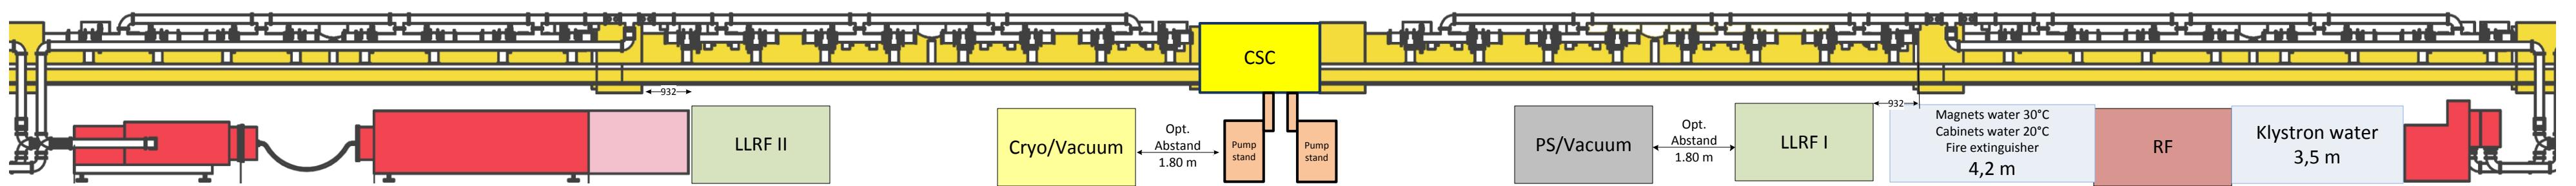 CSC
932
LLRF II
Cryo/Vacuum
Opt.
Abstand
1.80 m
Pump
stand
Pump
stand
PS/Vacuum
Opt.
Abstand
1.80 m
LLRF I
932
Magnets water 30°C
Cabinets water 20°C
Fire extinguisher
4,2 m
RF
Klystron water
3,5 m